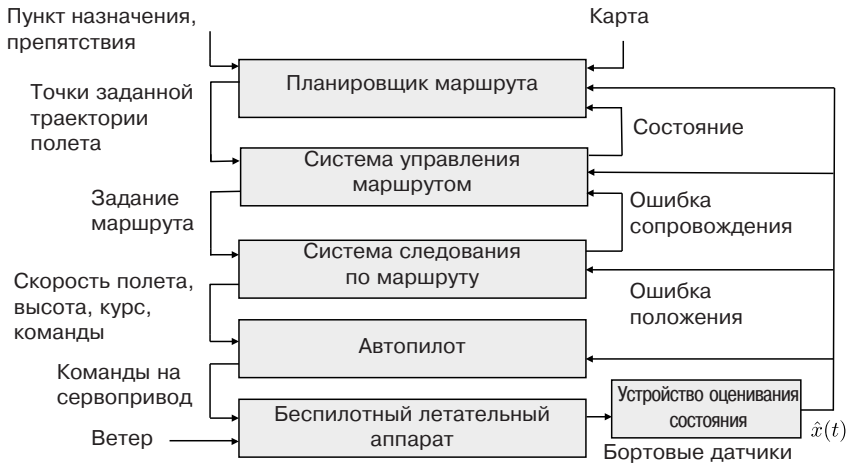 Пункт назначения,
препятствия
Карта
Планировщик маршрута
Точки заданной
траектории
полета
Состояние
Система управления
маршрутом
Задание
маршрута
Ошибка
сопровождения
Система следования
по маршруту
Скорость полета,
высота, курс,
команды
Ошибка
положения
Автопилот
Команды на
сервопривод
Устройство оценивания
состояния
Беспилотный летательный
аппарат
x̂(t)
Ветер
Бортовые датчики